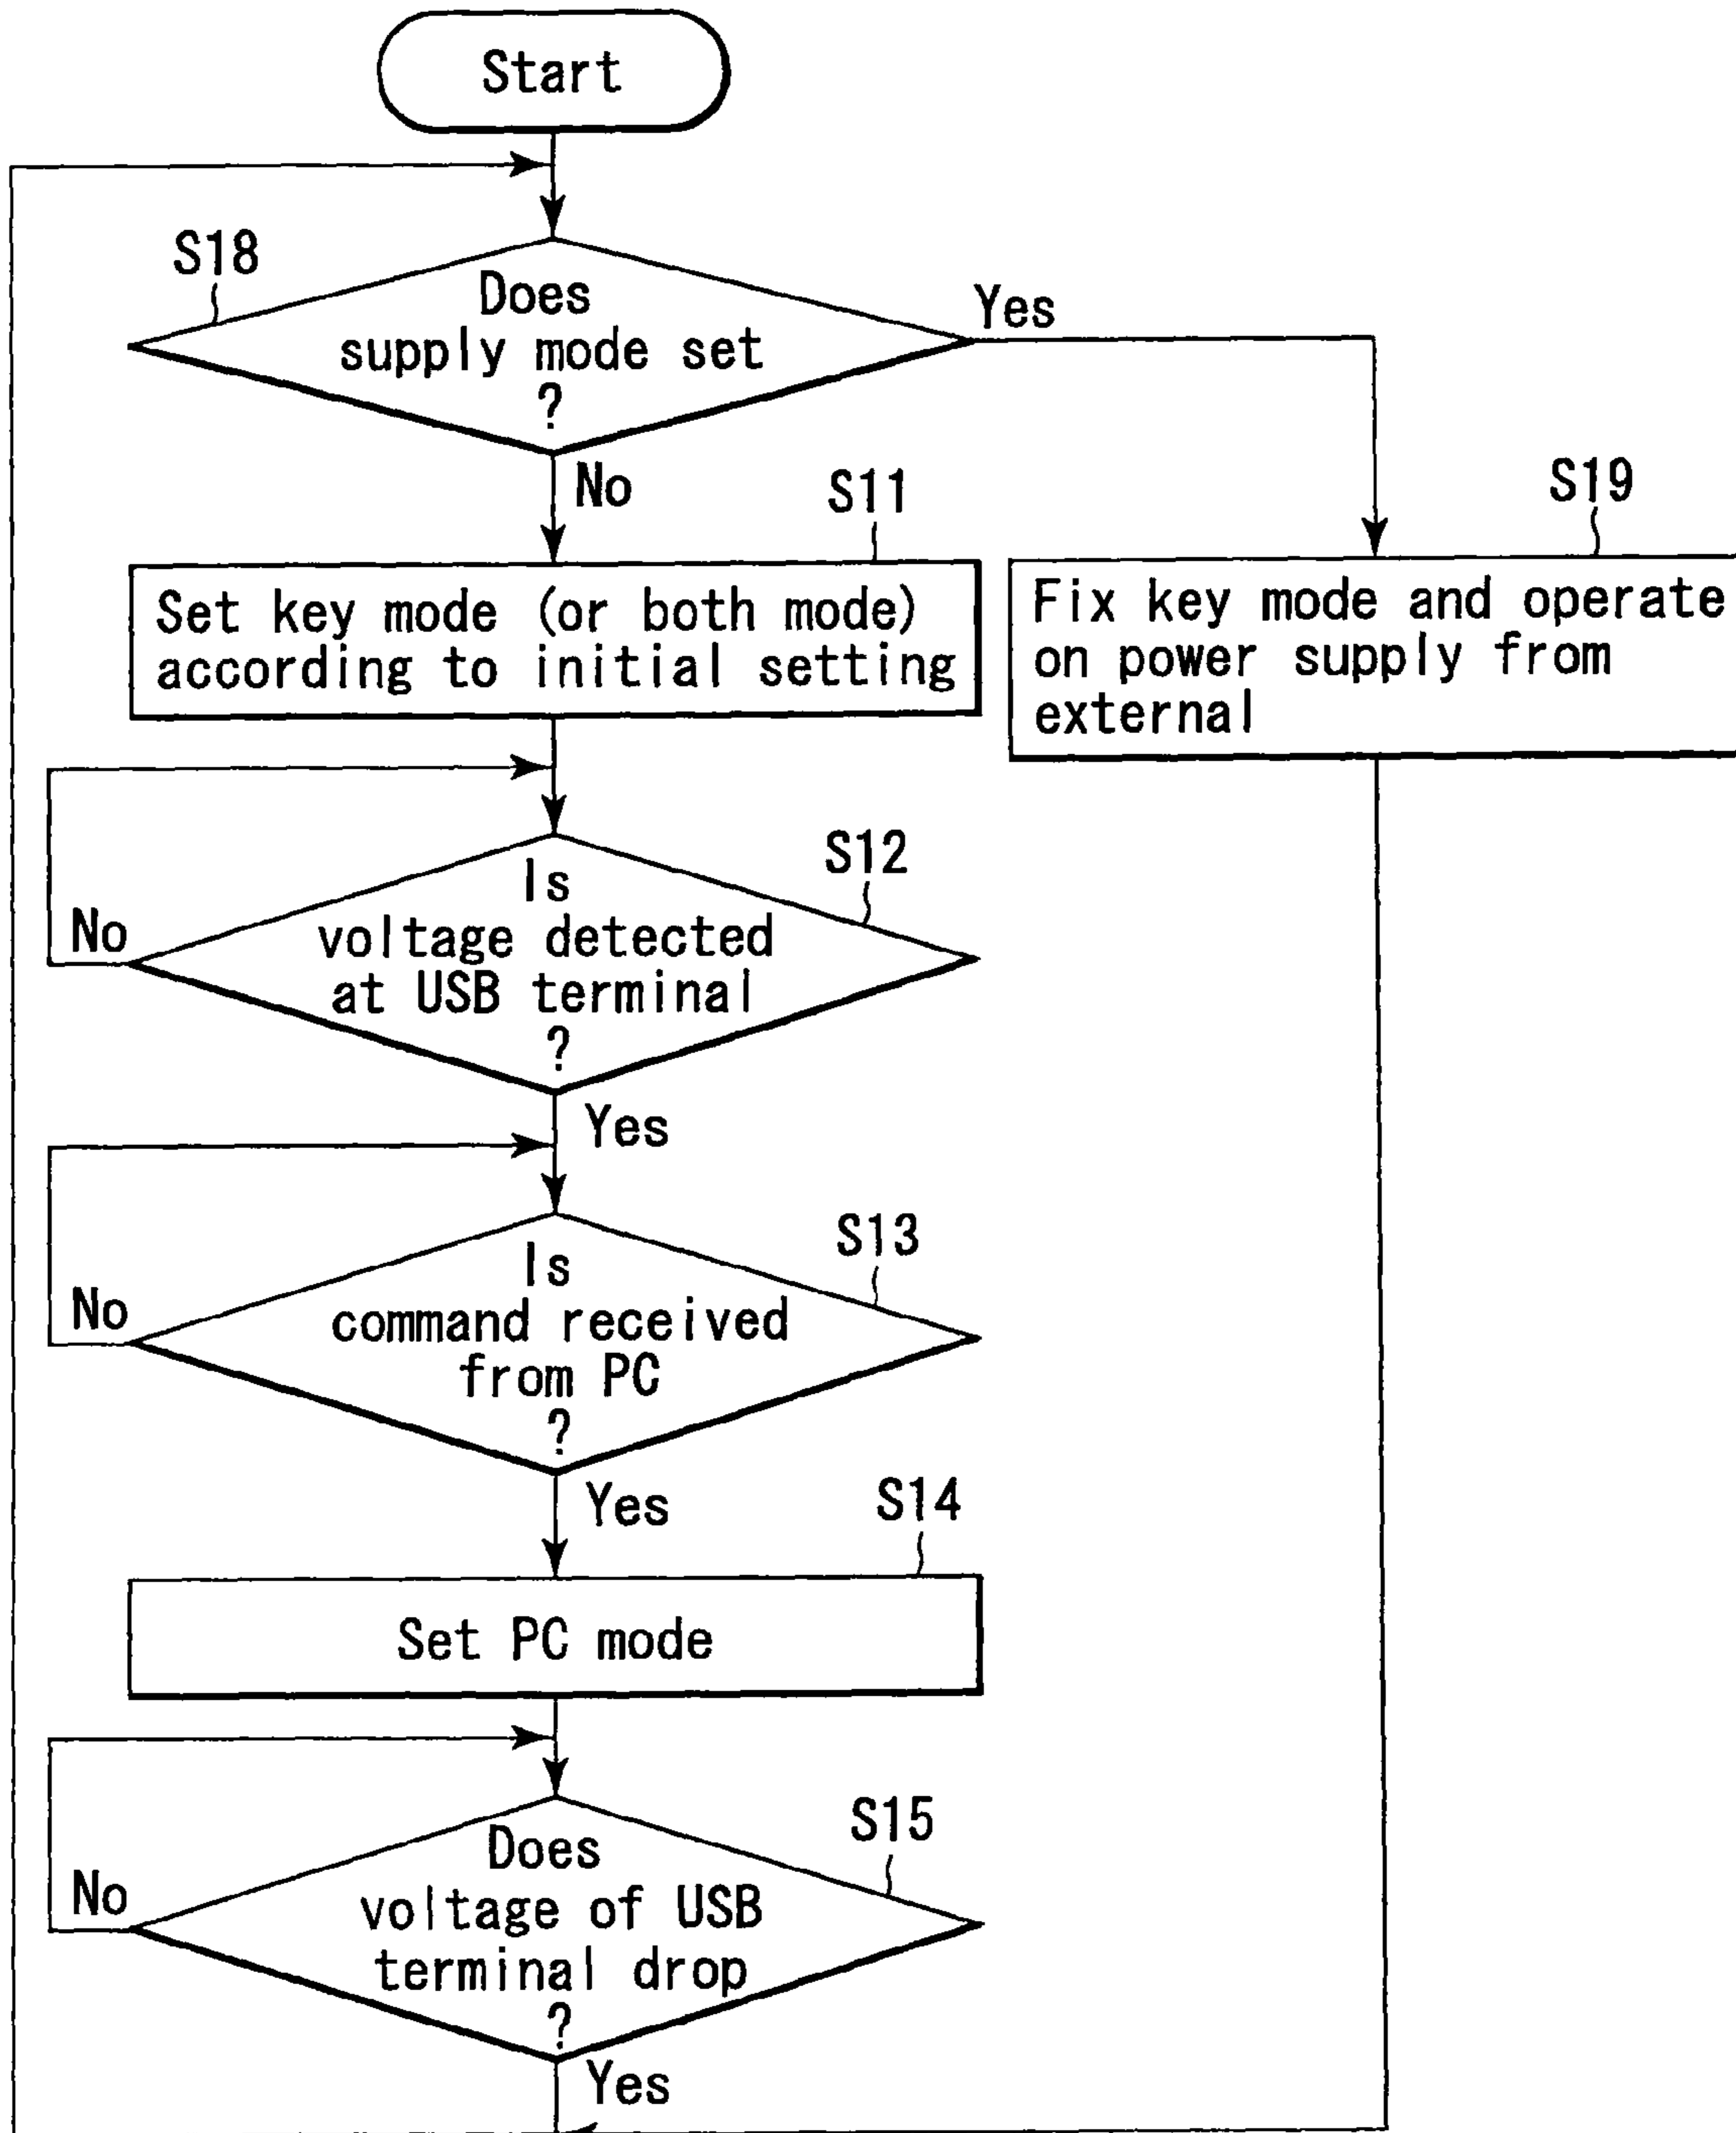 Start
S18
Does
supply mode set
?
Yes
No
S11
S19
Set key mode (or both mode)
according to initial setting
Fix key mode and operate
on power supply from
external
S12
Is
voltage detected
at USB terminal
?
No
Yes
S13
Is
command received
from PC
?
No
Yes
S14
Set PC mode
S15
Does
voltage of USB
terminal drop
?
No
Yes